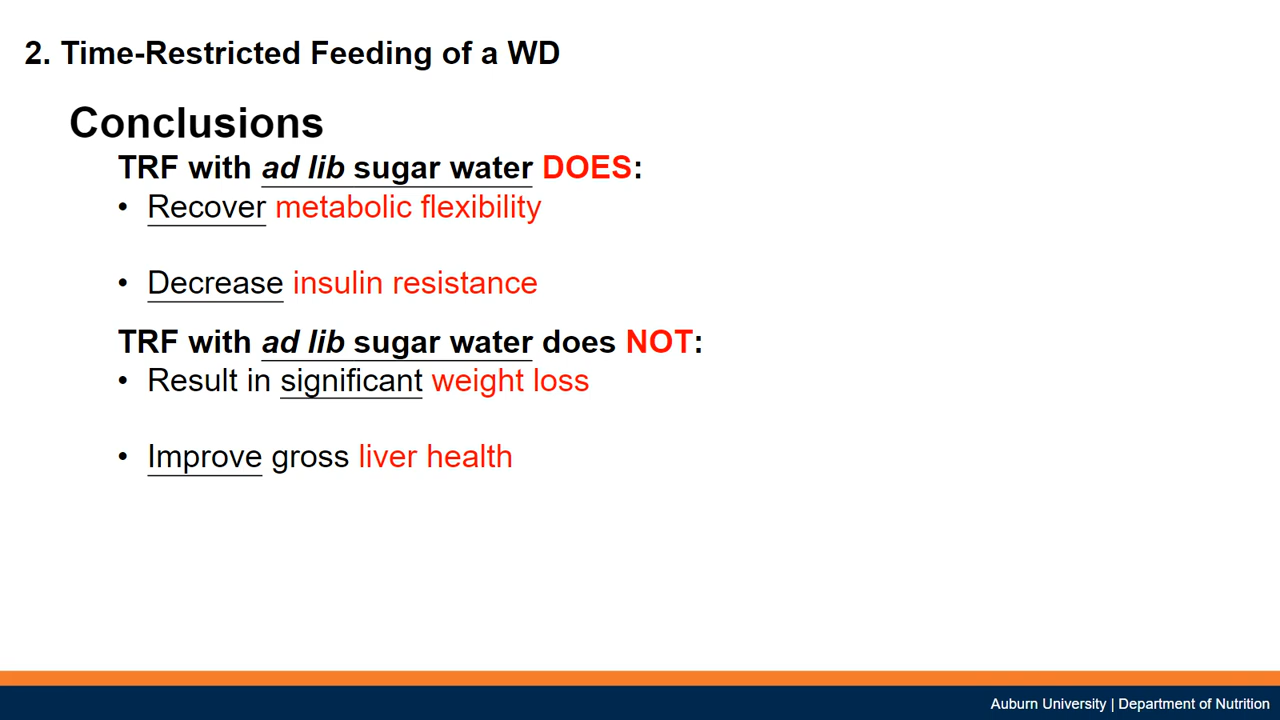 2. Time-Restricted Feeding of a WD
Conclusions
TRF with ad lib sugar water DOES:
• Recover metabolic flexibility
• Decrease insulin resistance
TRF with ad lib sugar water does NOT:
• Result in significant weight loss
• Improve gross liver health
Auburn University | Department of Nutrition